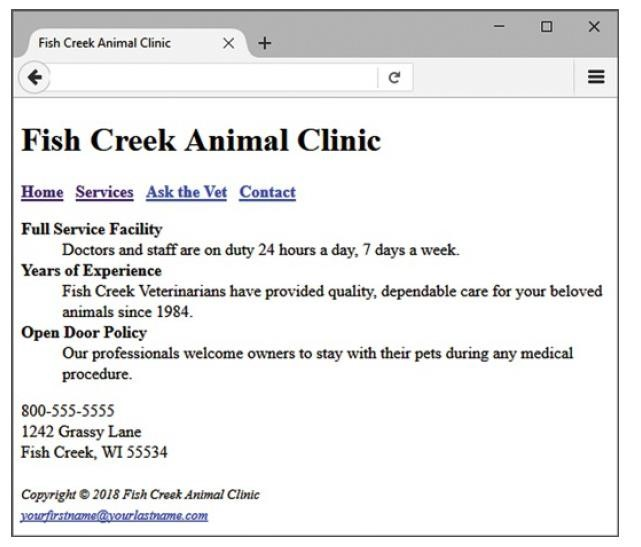 Fish Creek Animal Clinic
Fish Creek Animal Clinic
Home Services Ask the Vet Contact
Full Service Facility
Doctors and staff are on duty 24 hours a day, 7 days a week.
Years of Experience
Fish Creek Veterinarians have provided quality, dependable care for your beloved
animals since 1984.
Open Door Policy
Our professionals welcome owners to stay with their pets during any medical
procedure.
800-555-5555
1242 Grassy Lane
Fish Creek, WI 55534
Copyright © 2018 Fish Creek Animal Clinic
yourfirstname@yourlastname.com